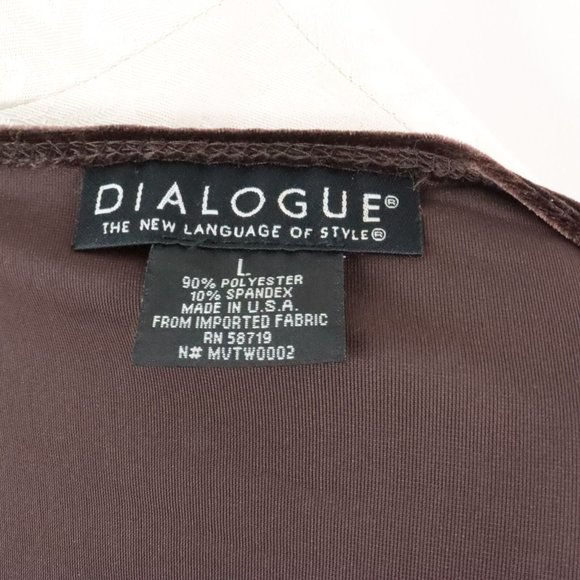 DIALOGUE®
THE NEW LANGUAGE OF STYLE®
L
90% POLYESTER
10% SPANDEX
MADE IN U.S.A.
FROM IMPORTED FABRIC
RN 58719
N# MVTW0002